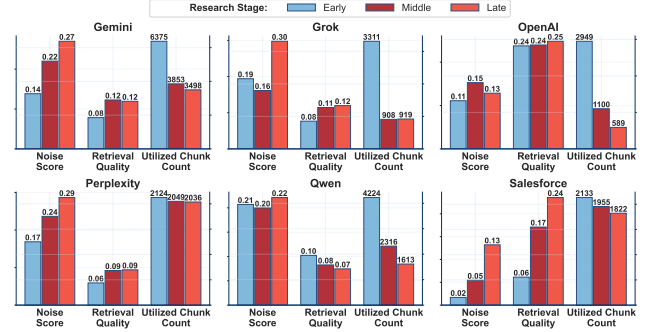 Research Stage: Early Middle Late
Gemini Grok OpenAI
0.14 0.22 0.27 0.08 0.12 0.12 6375 3853 3498
0.19 0.16 0.30 0.08 0.11 0.12 3311 908 919
0.11 0.15 0.13 0.24 0.24 0.25 2949 1100 589
Noise Retrieval Utilized Chunk Noise Retrieval Utilized Chunk Noise Retrieval Utilized Chunk
Score Quality Count Score Quality Count Score Quality Count
Perplexity Qwen Salesforce
0.17 0.24 0.29 0.06 0.09 0.09 2124 2049 2036
0.21 0.20 0.22 0.10 0.08 0.07 4224 2316 1613
0.02 0.05 0.13 0.06 0.17 0.24 2133 1955 1822
Noise Retrieval Utilized Chunk Noise Retrieval Utilized Chunk Noise Retrieval Utilized Chunk
Score Quality Count Score Quality Count Score Quality Count